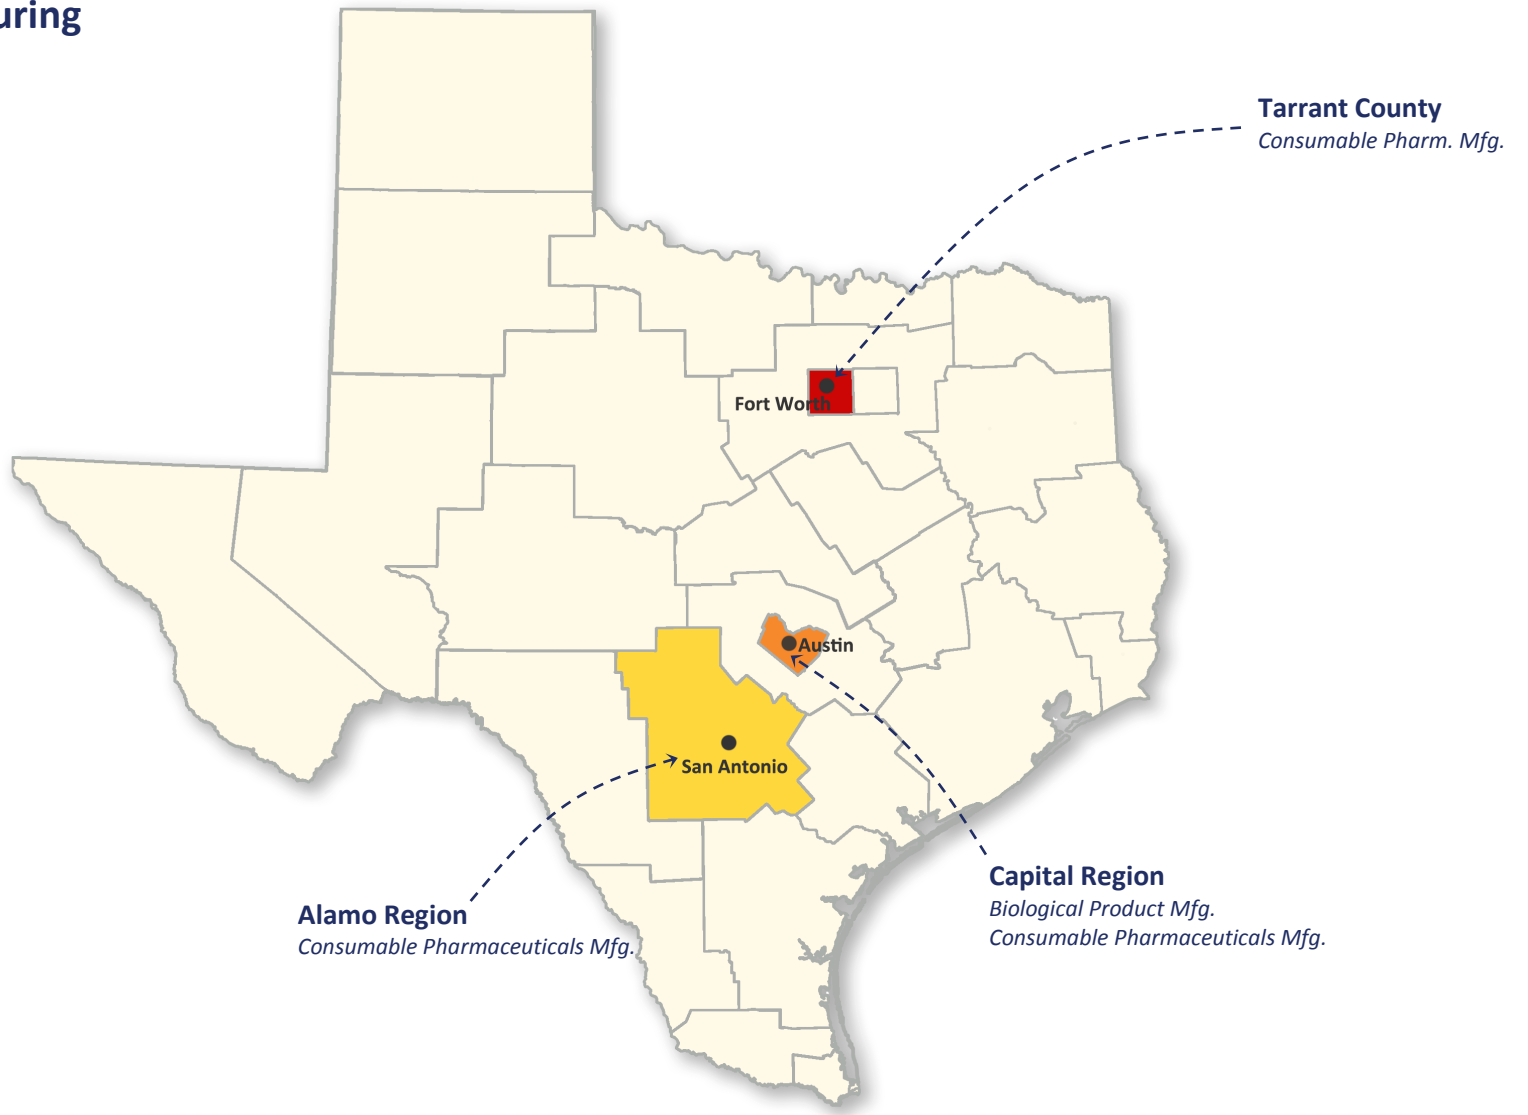 Tarrant County
Consumable Pharm. Mfg.
Fort Worth
Austin
San Antonio
Capital Region
Biological Product Mfg.
Consumable Pharmaceuticals Mfg.
Alamo Region
Consumable Pharmaceuticals Mfg.